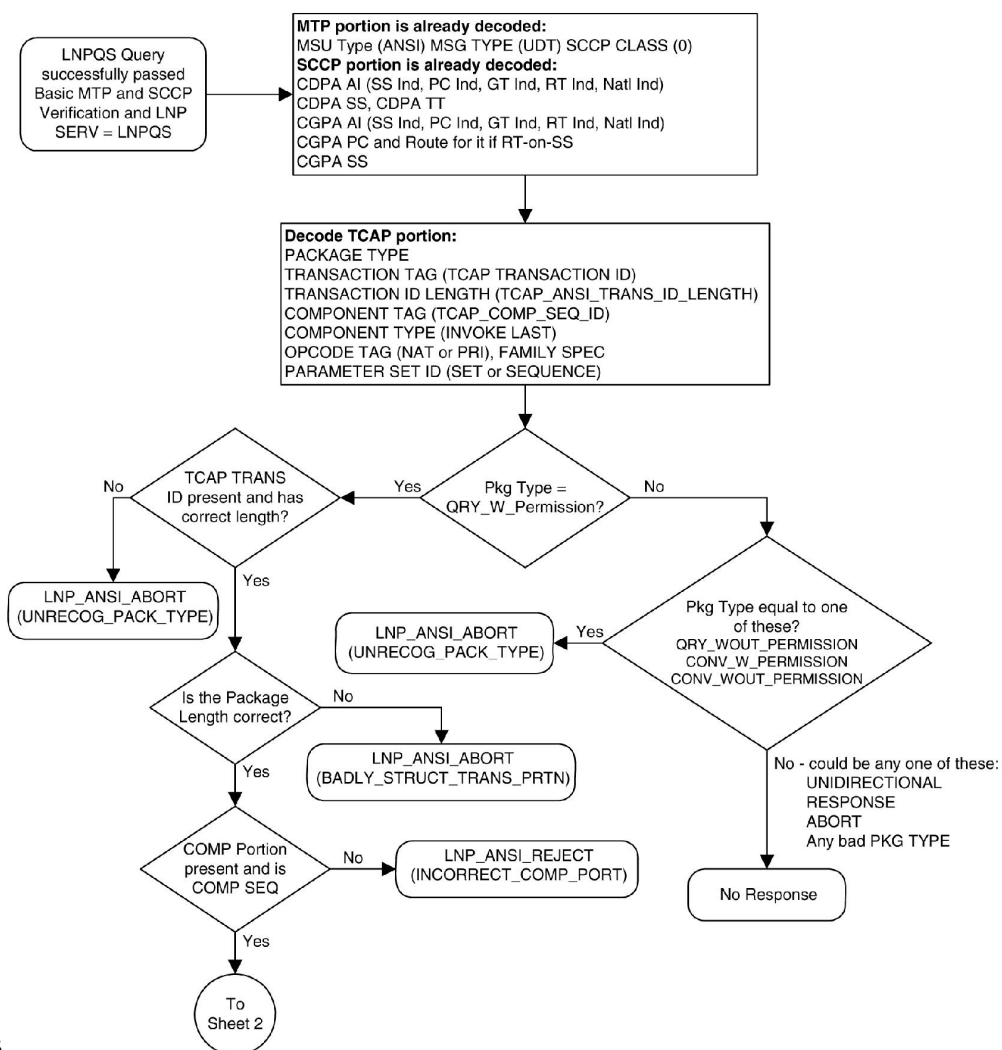 LNPQS Query
successfully passed
Basic MTP and SCCP
Verification and LNP
SERV = LNPQS
MTP portion is already decoded:
MSU Type (ANSI) MSG TYPE (UDT) SCCP CLASS (0)
SCCP portion is already decoded:
CDPA AI (SS Ind, PC Ind, GT Ind, RT Ind, Natl Ind)
CDPA SS, CDPA TT
CGPA AI (SS Ind, PC Ind, GT Ind, RT Ind, Natl Ind)
CGPA PC and Route for it if RT-on-SS
CGPA SS
Decode TCAP portion:
PACKAGE TYPE
TRANSACTION TAG (TCAP TRANSACTION ID)
TRANSACTION ID LENGTH (TCAP_ANSI_TRANS_ID_LENGTH)
COMPONENT TAG (TCAP_COMP_SEQ_ID)
COMPONENT TYPE (INVOKE LAST)
OPCODE TAG (NAT or PRI), FAMILY SPEC
PARAMETER SET ID (SET or SEQUENCE)
Pkg Type =
QRY_W_Permission?
Yes
No
TCAP TRANS
ID present and has
correct length?
No
Yes
LNP_ANSI_ABORT
(UNRECOG_PACK_TYPE)
Pkg Type equal to one
of these?
QRY_WOUT_PERMISSION
CONV_W_PERMISSION
CONV_WOUT_PERMISSION
Yes
LNP_ANSI_ABORT
(UNRECOG_PACK_TYPE)
Is the Package
Length correct?
No
Yes
LNP_ANSI_ABORT
(BADLY_STRUCT_TRANS_PRTN)
No - could be any one of these:
UNIDIRECTIONAL
RESPONSE
ABORT
Any bad PKG TYPE
No Response
COMP Portion
present and is
COMP SEQ
No
LNP_ANSI_REJECT
(INCORRECT_COMP_PORT)
Yes
To
Sheet 2